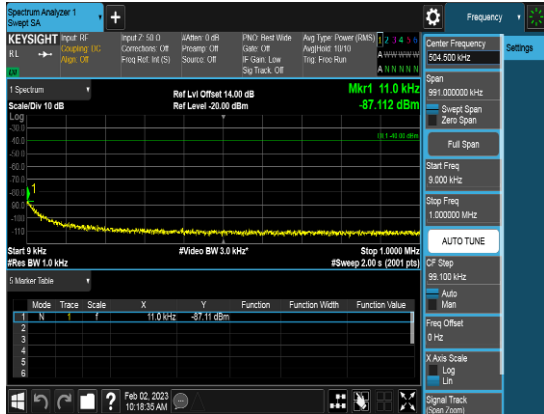 Spectrum Analyzer 1
Swept SA
Frequency
KEYSIGHT
RL
Input: RF
Coupling: DC
Align: Off
Input Z: 50 Ω
Corrections: Off
Freq Ref: Int (S)
#Atten: 0 dB
Preamp: Off
Source: Off
PNO: Best Wide
Gate: Off
IF Gain: Low
Sig Track: Off
Avg Type: Power (RMS)
Avg|Hold: 10/10
Trig: Free Run
1 2 3 4 5 6
A W W W W W
A N N N N N
1 Spectrum
Scale/Div 10 dB
Ref Lvl Offset 14.00 dB
Ref Level -20.00 dBm
Mkr1 11.0 kHz
-87.112 dBm
Log
-30.0
-40.0
-50.0
-60.0
-70.0
-80.0
-90.0
-100
-110
DL1 -40.00 dBm
1
Start 9 kHz
#Res BW 1.0 kHz
#Video BW 3.0 kHz*
Stop 1.0000 MHz
#Sweep 2.00 s (2001 pts)
5 Marker Table
Mode Trace Scale X Y Function Function Width Function Value
1 N 1 f 11.0 kHz -87.11 dBm
2
3
4
5
6
Feb 02, 2023
10:18:35 AM
Center Frequency
504.500 kHz
Span
991.000000 kHz
Swept Span
Zero Span
Full Span
Start Freq
9.000 kHz
Stop Freq
1.000000 MHz
AUTO TUNE
CF Step
99.100 kHz
Auto
Man
Freq Offset
0 Hz
X Axis Scale
Log
Lin
Signal Track
(Span Zoom)
Settings